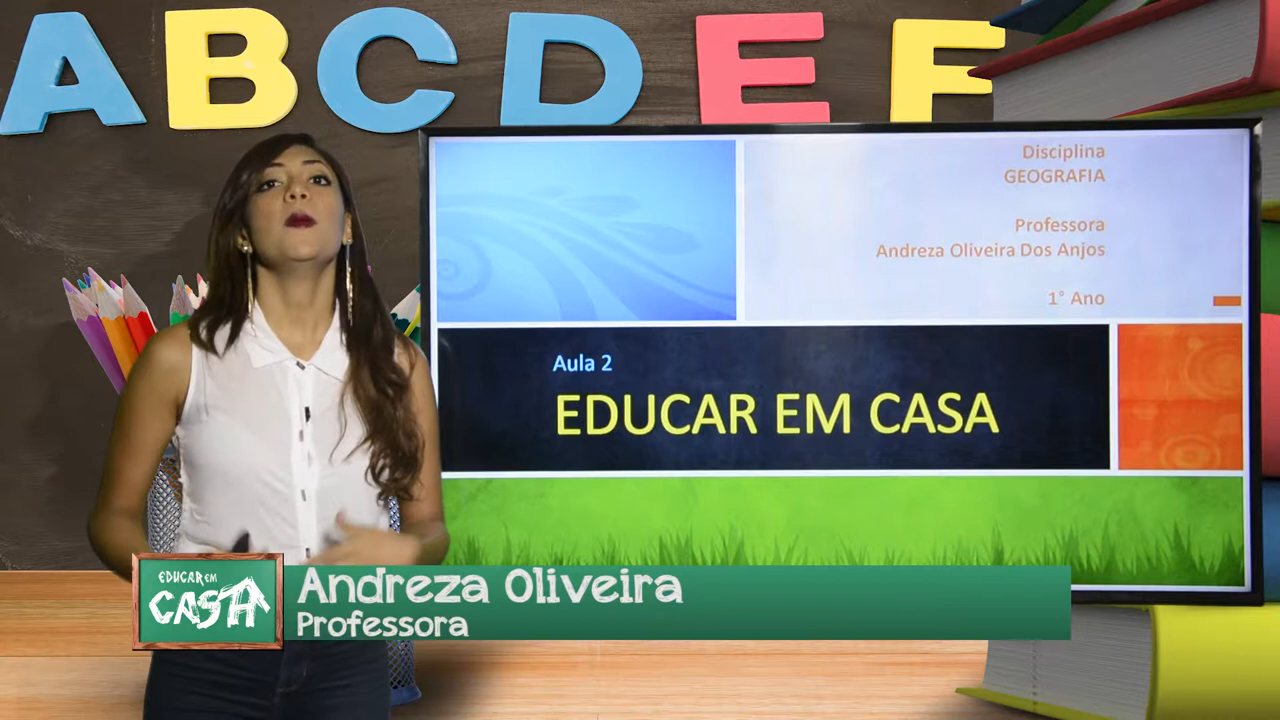 ABCDEF
Disciplina
GEOGRAFIA
Professora
Andreza Oliveira Dos Anjos
1° Ano
Aula 2
EDUCAR EM CASA
EDUCAR EM
CASA
Andreza Oliveira
Professora